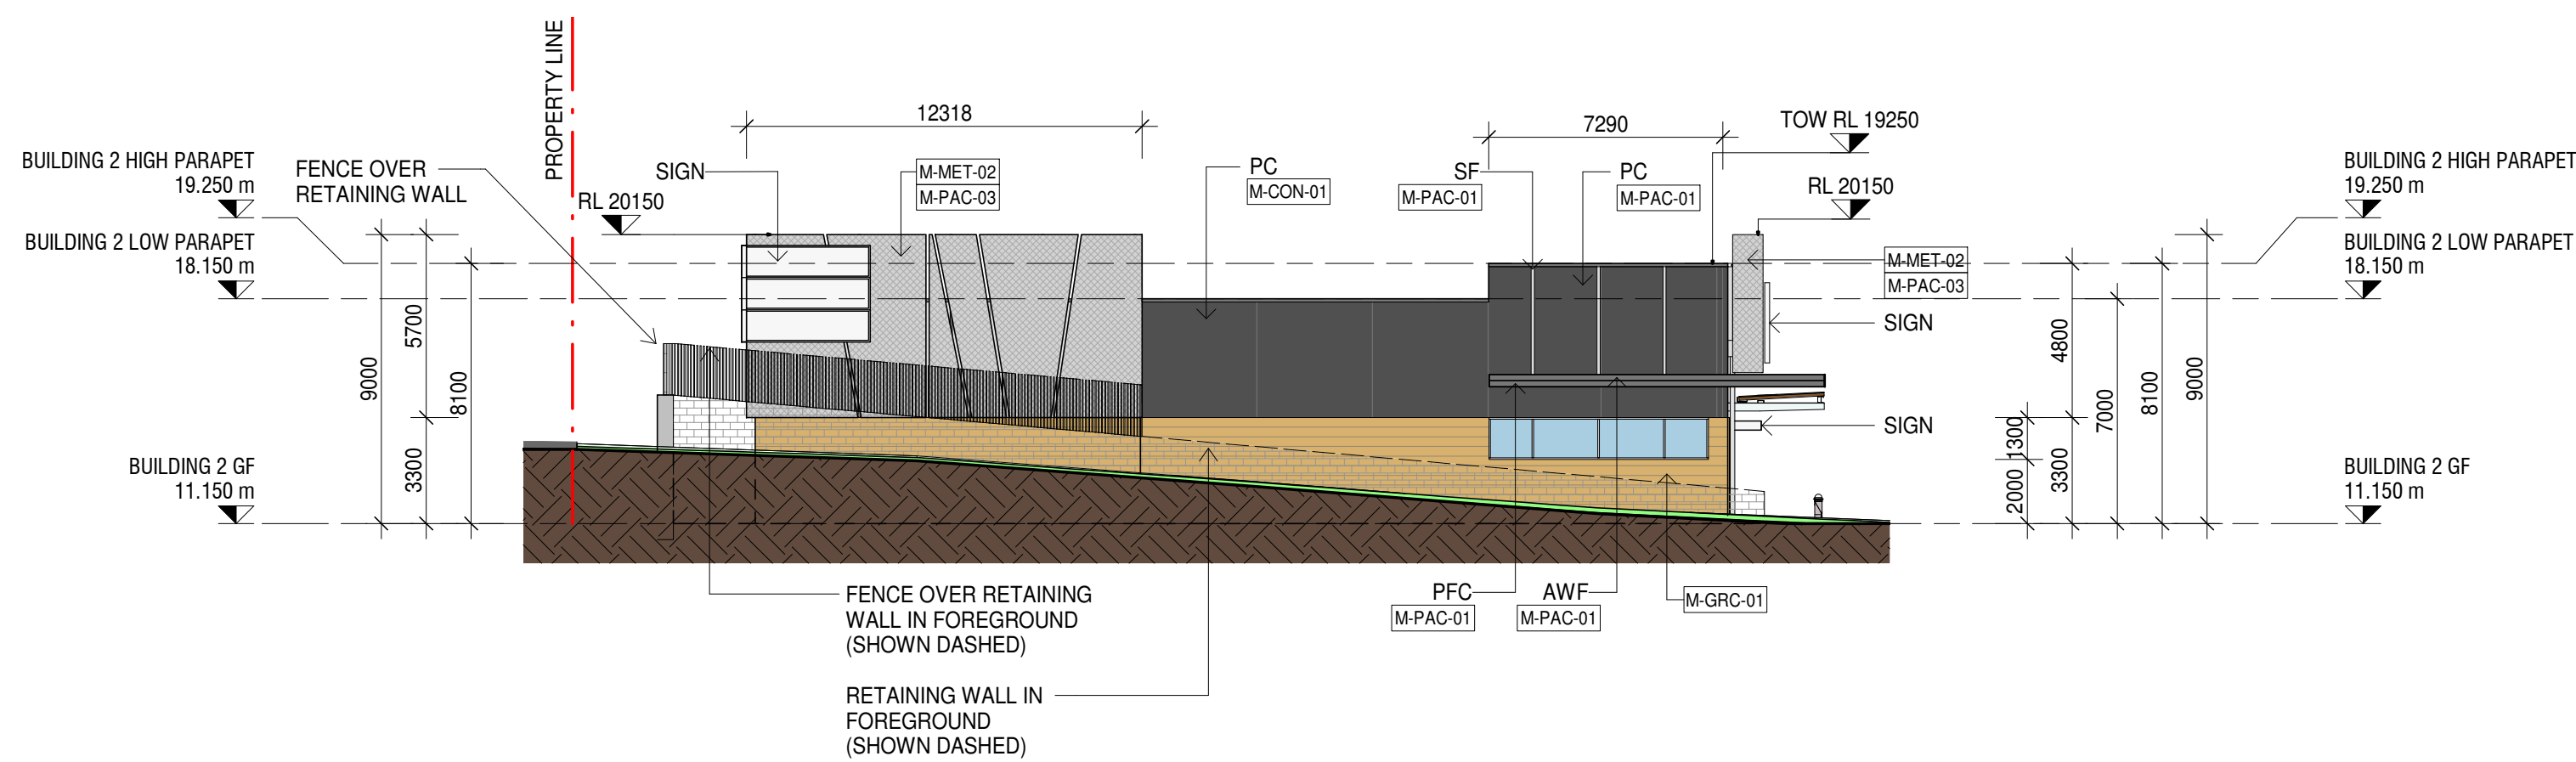 PROPERTY LINE
12318
7290
TOW RL 19250
BUILDING 2 HIGH PARAPET
19.250 m
FENCE OVER
RETAINING WALL
SIGN
M-MET-02
M-PAC-03
PC
M-CON-01
SF
M-PAC-01
PC
M-PAC-01
RL 20150
BUILDING 2 HIGH PARAPET
19.250 m
RL 20150
BUILDING 2 LOW PARAPET
18.150 m
BUILDING 2 LOW PARAPET
18.150 m
M-MET-02
M-PAC-03
SIGN
SIGN
9000
5700
3300
8100
BUILDING 2 GF
11.150 m
2000
1300
4800
3300
7000
8100
9000
BUILDING 2 GF
11.150 m
FENCE OVER RETAINING
WALL IN FOREGROUND
(SHOWN DASHED)
PFC
M-PAC-01
AWF
M-PAC-01
M-GRC-01
RETAINING WALL IN
FOREGROUND
(SHOWN DASHED)